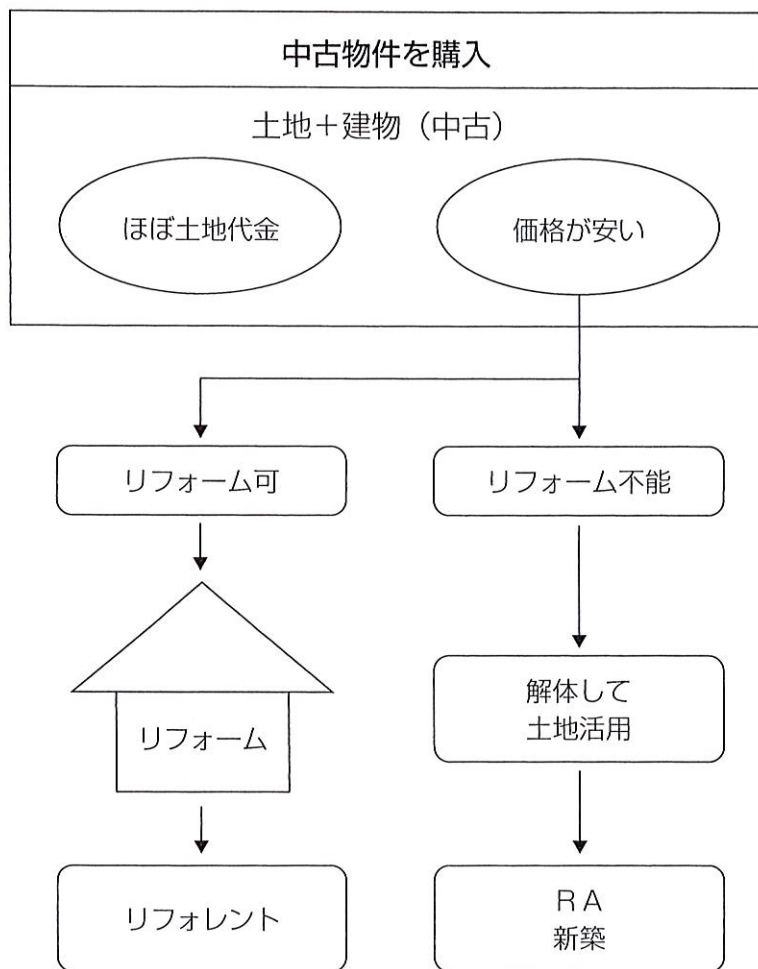 中古物件を購入
土地＋建物（中古）
ほぼ土地代金
価格が安い
リフォーム可
リフォーム不能
リフォーム
解体して
土地活用
リフォレント
ＲＡ
新築